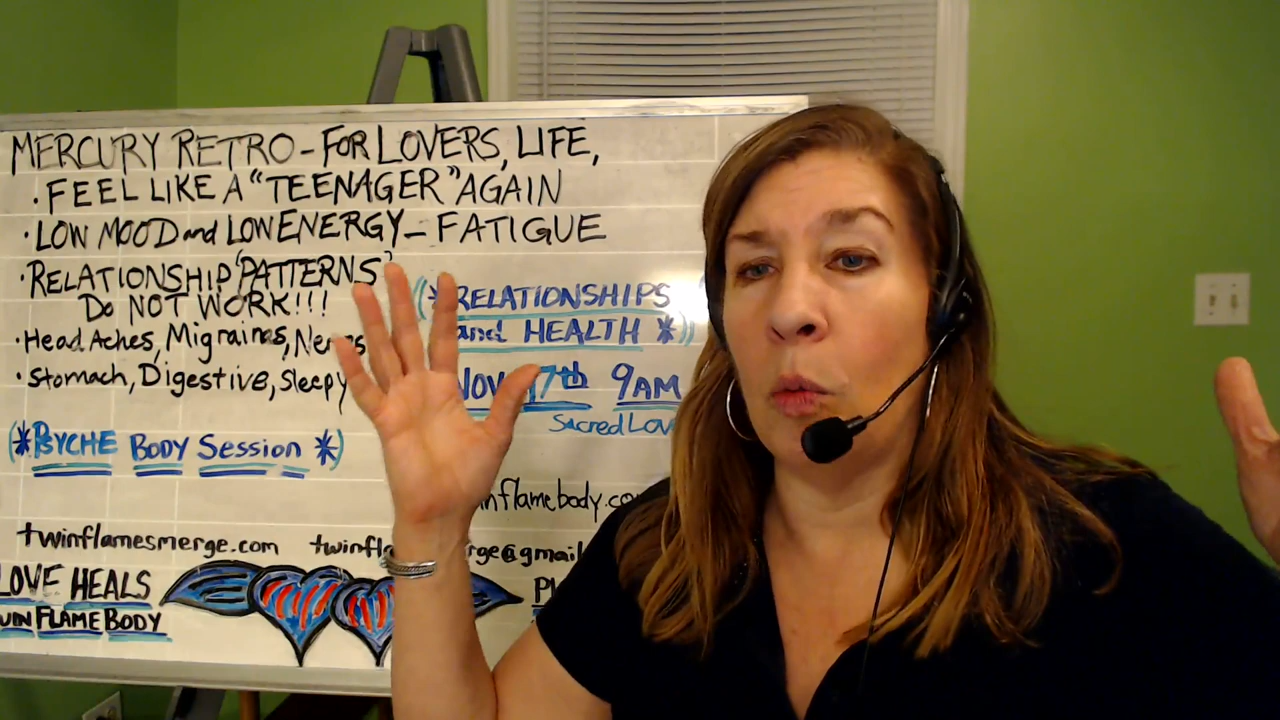 MERCURY RETRO - FOR LOVERS, LIFE,
• FEEL LIKE A "TEENAGER" AGAIN
• LOW MOOD and LOW ENERGY - FATIGUE
• RELATIONSHIP 'PATTERNS'
DO NOT WORK!!!
• Head Aches, Migraines,
• Stomach, Digestive, Sleepy
((* RELATIONSHIPS
and HEALTH *))
NOV 7th 9AM
Sacred
(* PSYCHE BODY Session *)
twinflamesmerge.com
LOVE HEALS
FLAME BODY